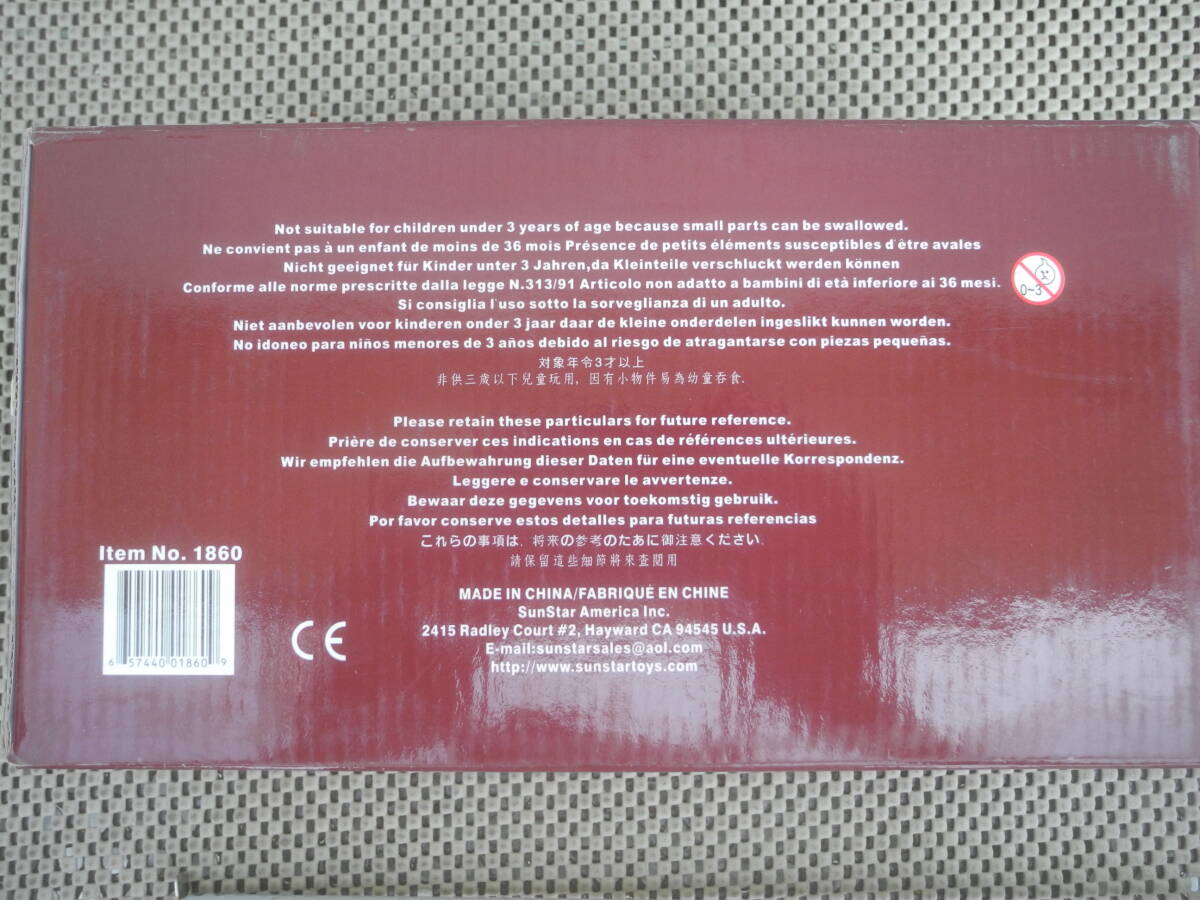 Not suitable for children under 3 years of age because small parts can be swallowed.
Ne convient pas à un enfant de moins de 36 mois Présence de petits éléments susceptibles d'être avales
Nicht geeignet für Kinder unter 3 Jahren,da Kleinteile verschluckt werden können
Conforme alle norme prescritte dalla legge N.313/91 Articolo non adatto a bambini di età inferiore ai 36 mesi.
0-3
Si consiglia l'uso sotto la sorveglianza di un adulto.
Niet aanbevolen voor kinderen onder 3 jaar daar de kleine onderdelen ingeslikt kunnen worden.
No idoneo para niños menores de 3 años debido al riesgo de atragantarse con piezas pequeñas.
対象年令3才以上
非供三歲以下兒童玩用, 因有小物件易為幼童吞食.
Please retain these particulars for future reference.
Prière de conserver ces indications en cas de références ultérieures.
Wir empfehlen die Aufbewahrung dieser Daten für eine eventuelle Korrespondenz.
Leggere e conservare le avvertenze.
Bewaar deze gegevens voor toekomstig gebruik.
Por favor conserve estos detalles para futuras referencias
これらの事項は、将来の参考のたあに御注意ください.
請保留這些細節將來查閱用
Item No. 1860
6 57440 01860 9
CE
MADE IN CHINA/FABRIQUÉ EN CHINE
SunStar America Inc.
2415 Radley Court #2, Hayward CA 94545 U.S.A.
E-mail:sunstarsales@aol.com
http://www.sunstartoys.com